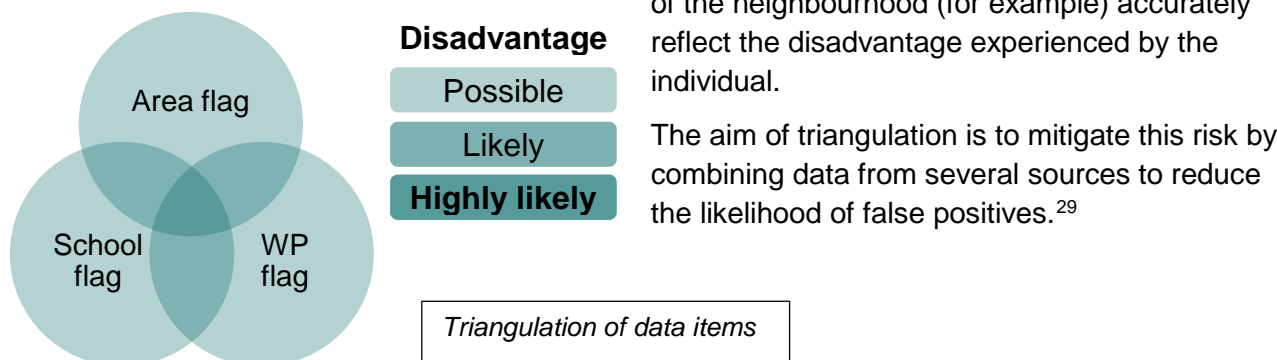 Area flag
School
flag
WP
flag
Disadvantage
Possible
Likely
Highly likely
of the neighbourhood (for example) accurately
reflect the disadvantage experienced by the
individual.
The aim of triangulation is to mitigate this risk by
combining data from several sources to reduce
the likelihood of false positives.29
Triangulation of data items